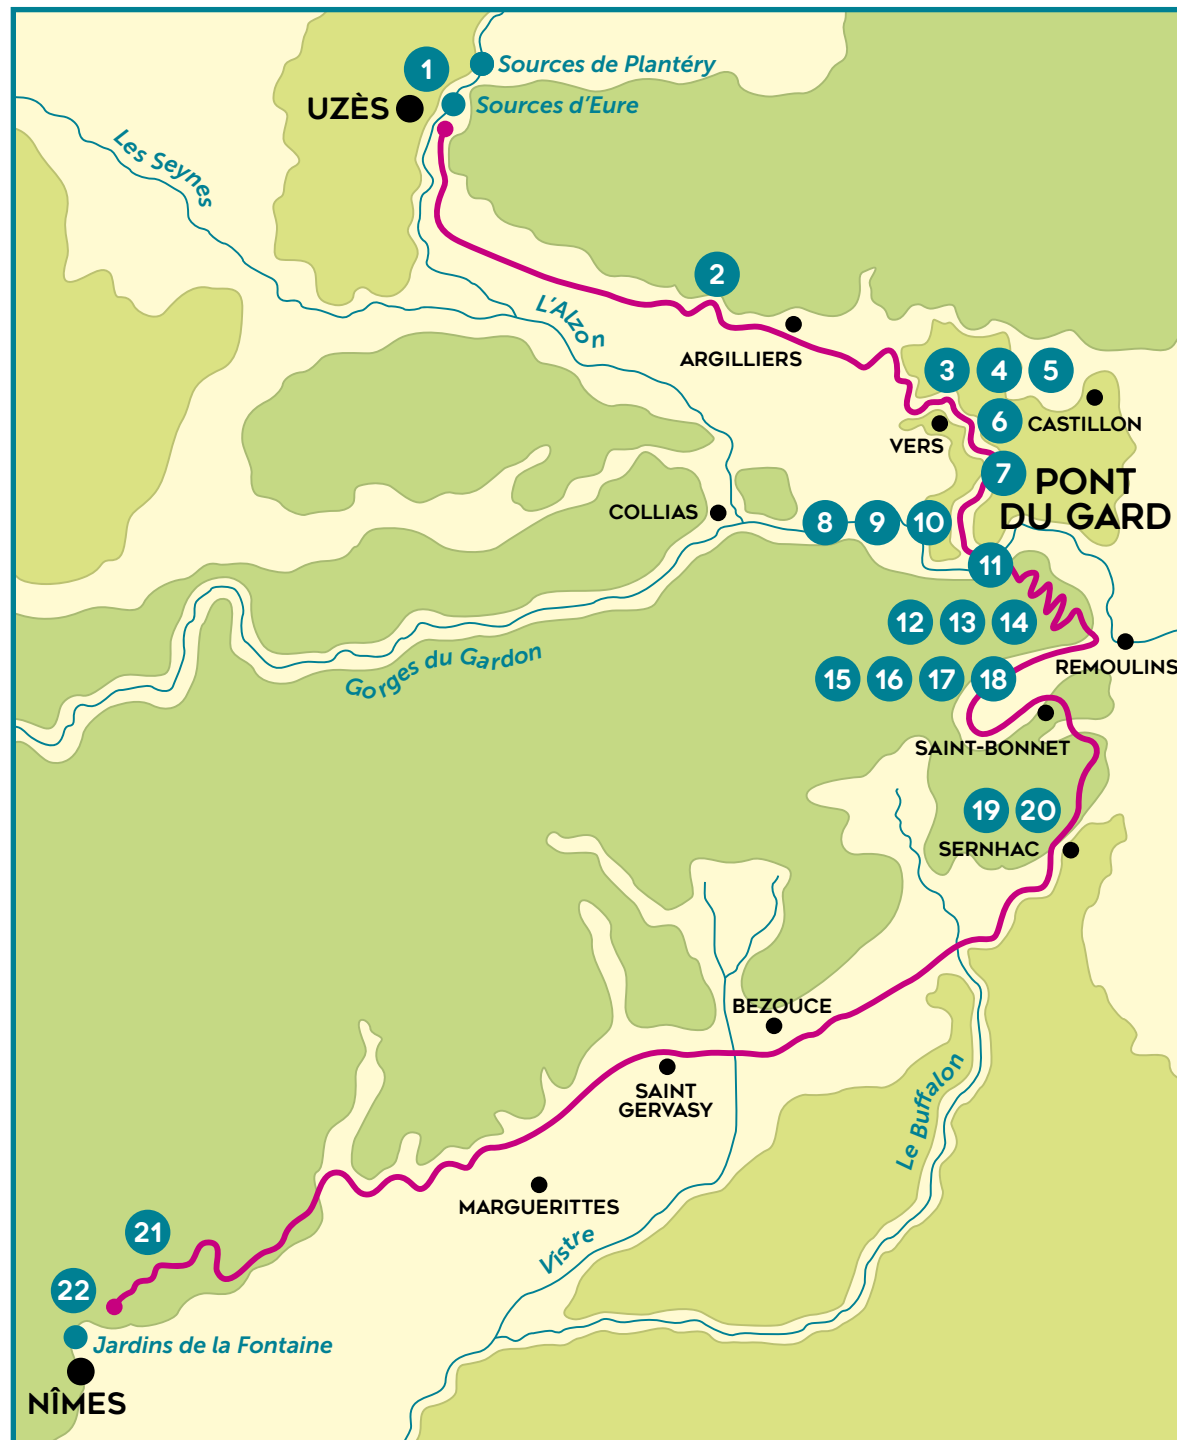 1
Sources de Plantéry
UZÈS
Sources d'Eure
Les Seynes
2
L'Alzon
ARGILLIERS
3 4 5
6
CASTILLON
VERS
7
PONT
DU GARD
COLLIAS
8 9 10
11
12 13 14
Gorges du Gardon
REMOULINS
15 16 17 18
SAINT-BONNET
19 20
SERNHAC
BEZOUCE
SAINT
GERVASY
Le Buffalon
MARGUERITTES
21
Vistre
22
Jardins de la Fontaine
NÎMES